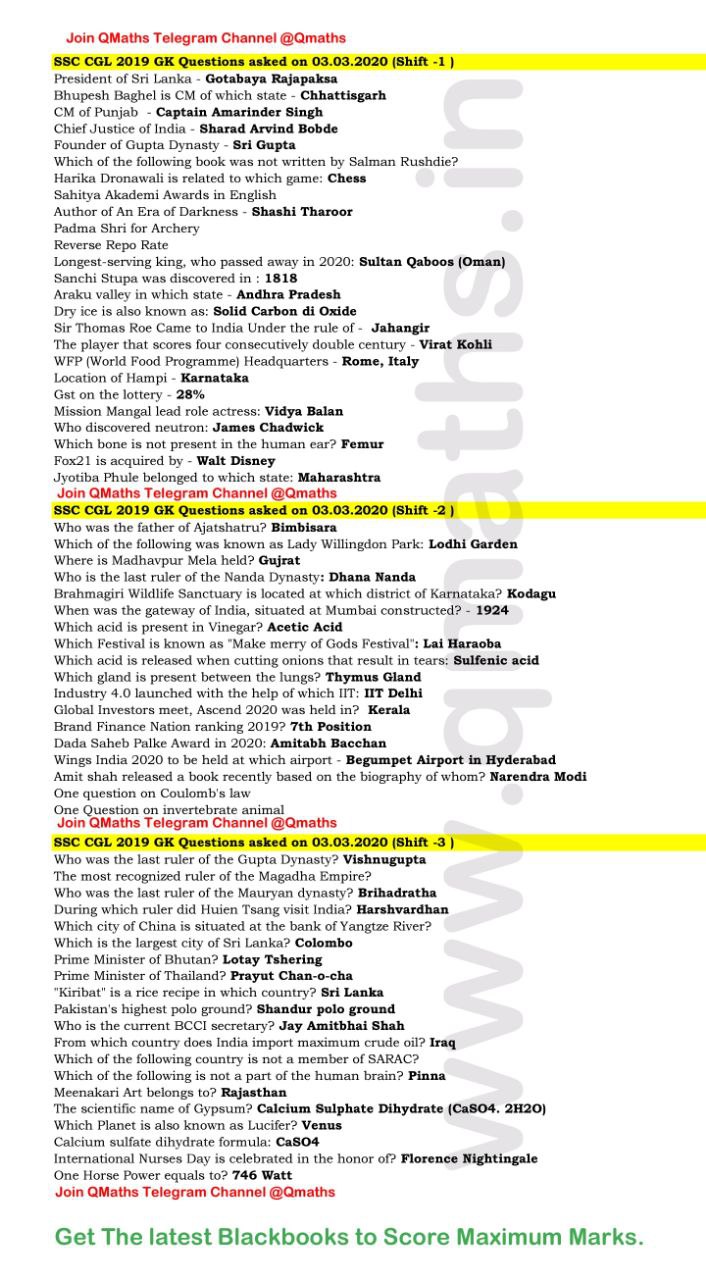 Join QMaths Telegram Channel @Qmaths
SSC CGL 2019 GK Questions asked on 03.03.2020 (Shift -1 )
President of Sri Lanka - Gotabaya Rajapaksa
Bhupesh Baghel is CM of which state - Chhattisgarh
CM of Punjab - Captain Amarinder Singh
Chief Justice of India - Sharad Arvind Bobde
Founder of Gupta Dynasty - Sri Gupta
Which of the following book was not written by Salman Rushdie?
Harika Dronawali is related to which game: Chess
Sahitya Akademi Awards in English
Author of An Era of Darkness - Shashi Tharoor
Padma Shri for Archery
Reverse Repo Rate
Longest-serving king, who passed away in 2020: Sultan Qaboos (Oman)
Sanchi Stupa was discovered in : 1818
Araku valley in which state - Andhra Pradesh
Dry ice is also known as: Solid Carbon di Oxide
Sir Thomas Roe Came to India Under the rule of - Jahangir
The player that scores four consecutively double century - Virat Kohli
WFP (World Food Programme) Headquarters - Rome, Italy
Location of Hampi - Karnataka
Gst on the lottery - 28%
Mission Mangal lead role actress: Vidya Balan
Who discovered neutron: James Chadwick
Which bone is not present in the human ear? Femur
Fox21 is acquired by - Walt Disney
Jyotiba Phule belonged to which state: Maharashtra
Join QMaths Telegram Channel @Qmaths
SSC CGL 2019 GK Questions asked on 03.03.2020 (Shift -2 )
Who was the father of Ajatshatru? Bimbisara
Which of the following was known as Lady Willingdon Park: Lodhi Garden
Where is Madhavpur Mela held? Gujrat
Who is the last ruler of the Nanda Dynasty: Dhana Nanda
Brahmagiri Wildlife Sanctuary is located at which district of Karnataka? Kodagu
When was the gateway of India, situated at Mumbai constructed? - 1924
Which acid is present in Vinegar? Acetic Acid
Which Festival is known as "Make merry of Gods Festival": Lai Haraoba
Which acid is released when cutting onions that result in tears: Sulfenic acid
Which gland is present between the lungs? Thymus Gland
Industry 4.0 launched with the help of which IIT: IIT Delhi
Global Investors meet, Ascend 2020 was held in? Kerala
Brand Finance Nation ranking 2019? 7th Position
Dada Saheb Palke Award in 2020: Amitabh Bacchan
Wings India 2020 to be held at which airport - Begumpet Airport in Hyderabad
Amit shah released a book recently based on the biography of whom? Narendra Modi
One question on Coulomb's law
One Question on invertebrate animal
Join QMaths Telegram Channel @Qmaths
SSC CGL 2019 GK Questions asked on 03.03.2020 (Shift -3 )
Who was the last ruler of the Gupta Dynasty? Vishnugupta
The most recognized ruler of the Magadha Empire?
Who was the last ruler of the Mauryan dynasty? Brihadratha
During which ruler did Huien Tsang visit India? Harshvardhan
Which city of China is situated at the bank of Yangtze River?
Which is the largest city of Sri Lanka? Colombo
Prime Minister of Bhutan? Lotay Tshering
Prime Minister of Thailand? Prayut Chan-o-cha
"Kiribat" is a rice recipe in which country? Sri Lanka
Pakistan's highest polo ground? Shandur polo ground
Who is the current BCCI secretary? Jay Amitbhai Shah
From which country does India import maximum crude oil? Iraq
Which of the following country is not a member of SARAC?
Which of the following is not a part of the human brain? Pinna
Meenakari Art belongs to? Rajasthan
The scientific name of Gypsum? Calcium Sulphate Dihydrate (CaSO4. 2H2O)
Which Planet is also known as Lucifer? Venus
Calcium sulfate dihydrate formula: CaSO4
International Nurses Day is celebrated in the honor of? Florence Nightingale
One Horse Power equals to? 746 Watt
Join QMaths Telegram Channel @Qmaths
Get The latest Blackbooks to Score Maximum Marks.
www.qmaths.in